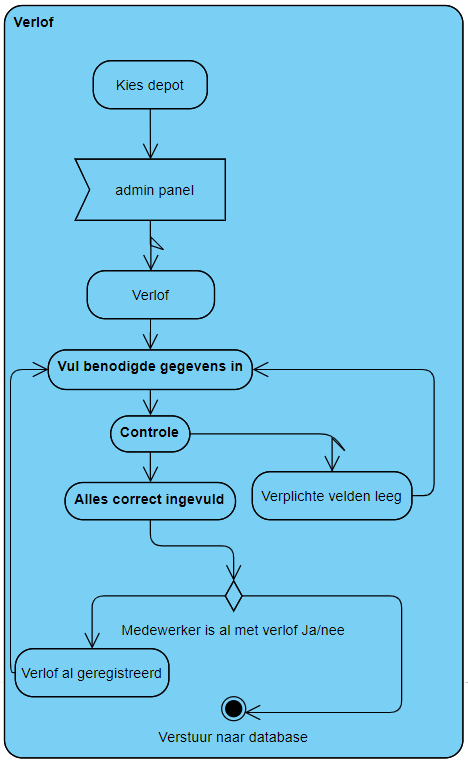 Verlof
Kies depot
admin panel
Verlof
Vul benodigde gegevens in
Controle
Alles correct ingevuld
Verplichte velden leeg
Medewerker is al met verlof Ja/nee
Verlof al geregistreerd
Verstuur naar database